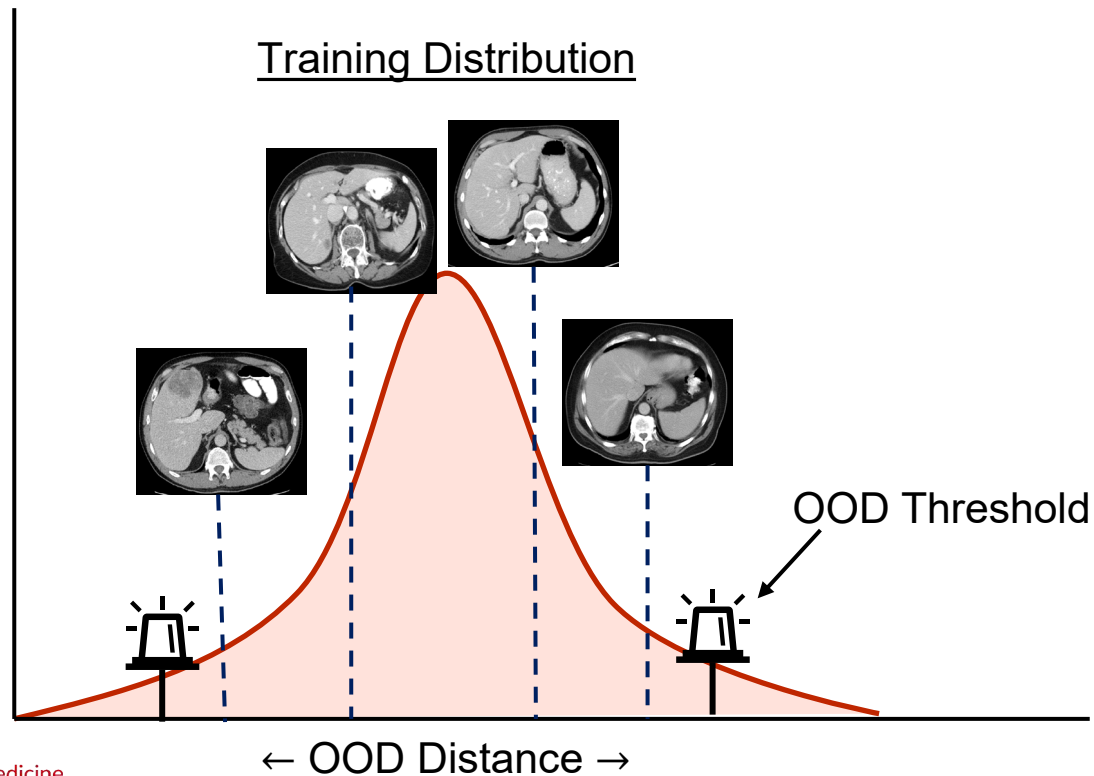 Training Distribution
OOD Threshold
← OOD Distance →